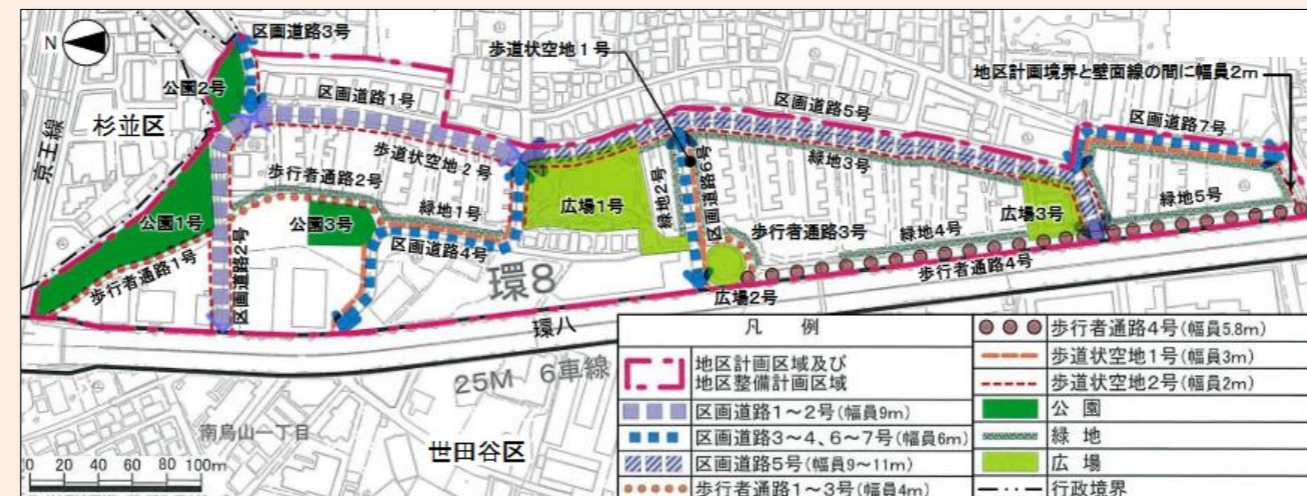 区画道路3号
N
歩道状空地1号
公園2号
区画道路1号
地区計画境界と壁面線の間に幅員2m
杉並区
区画道路5号
区画道路7号
京王線
歩道状空地2号
歩行者通路2号
区画道路6号
緑地3号
公園1号
公園3号
緑地1号
広場1号
緑地2号
緑地5号
広場3号
歩行者通路1号
区画道路2号
区画道路4号
歩行者通路3号
緑地4号
環8
歩行者通路4号
広場2号
環八
25M 6車線
南烏山一丁目
世田谷区
0 20 40 60 80 100m
凡 例
地区計画区域及び
地区整備計画区域
区画道路1～2号(幅員9m)
区画道路3～4、6～7号(幅員6m)
区画道路5号(幅員9～11m)
歩行者通路1～3号(幅員4m)
歩行者通路4号(幅員5.8m)
歩道状空地1号(幅員3m)
歩道状空地2号(幅員2m)
公 園
緑 地
広 場
行政境界